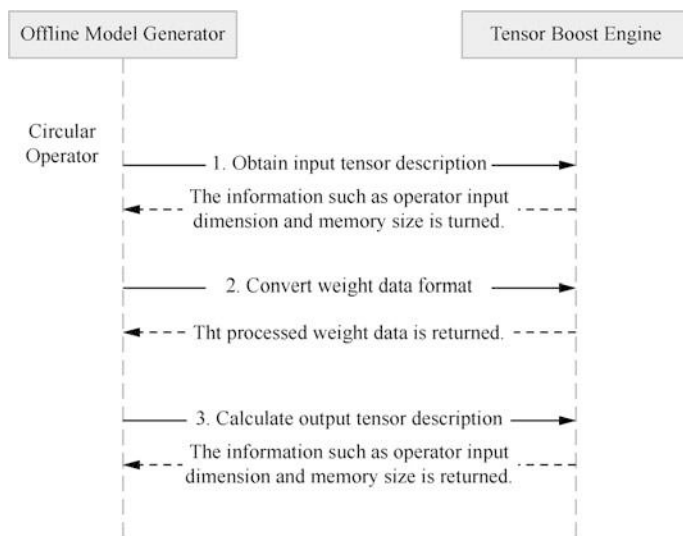 Offline Model Generator
Tensor Boost Engine
Circular
Operator
1. Obtain input tensor description
The information such as operator input
dimension and memory size is turned.
2. Convert weight data format
Tht processed weight data is returned.
3. Calculate output tensor description
The information such as operator input
dimension and memory size is returned.